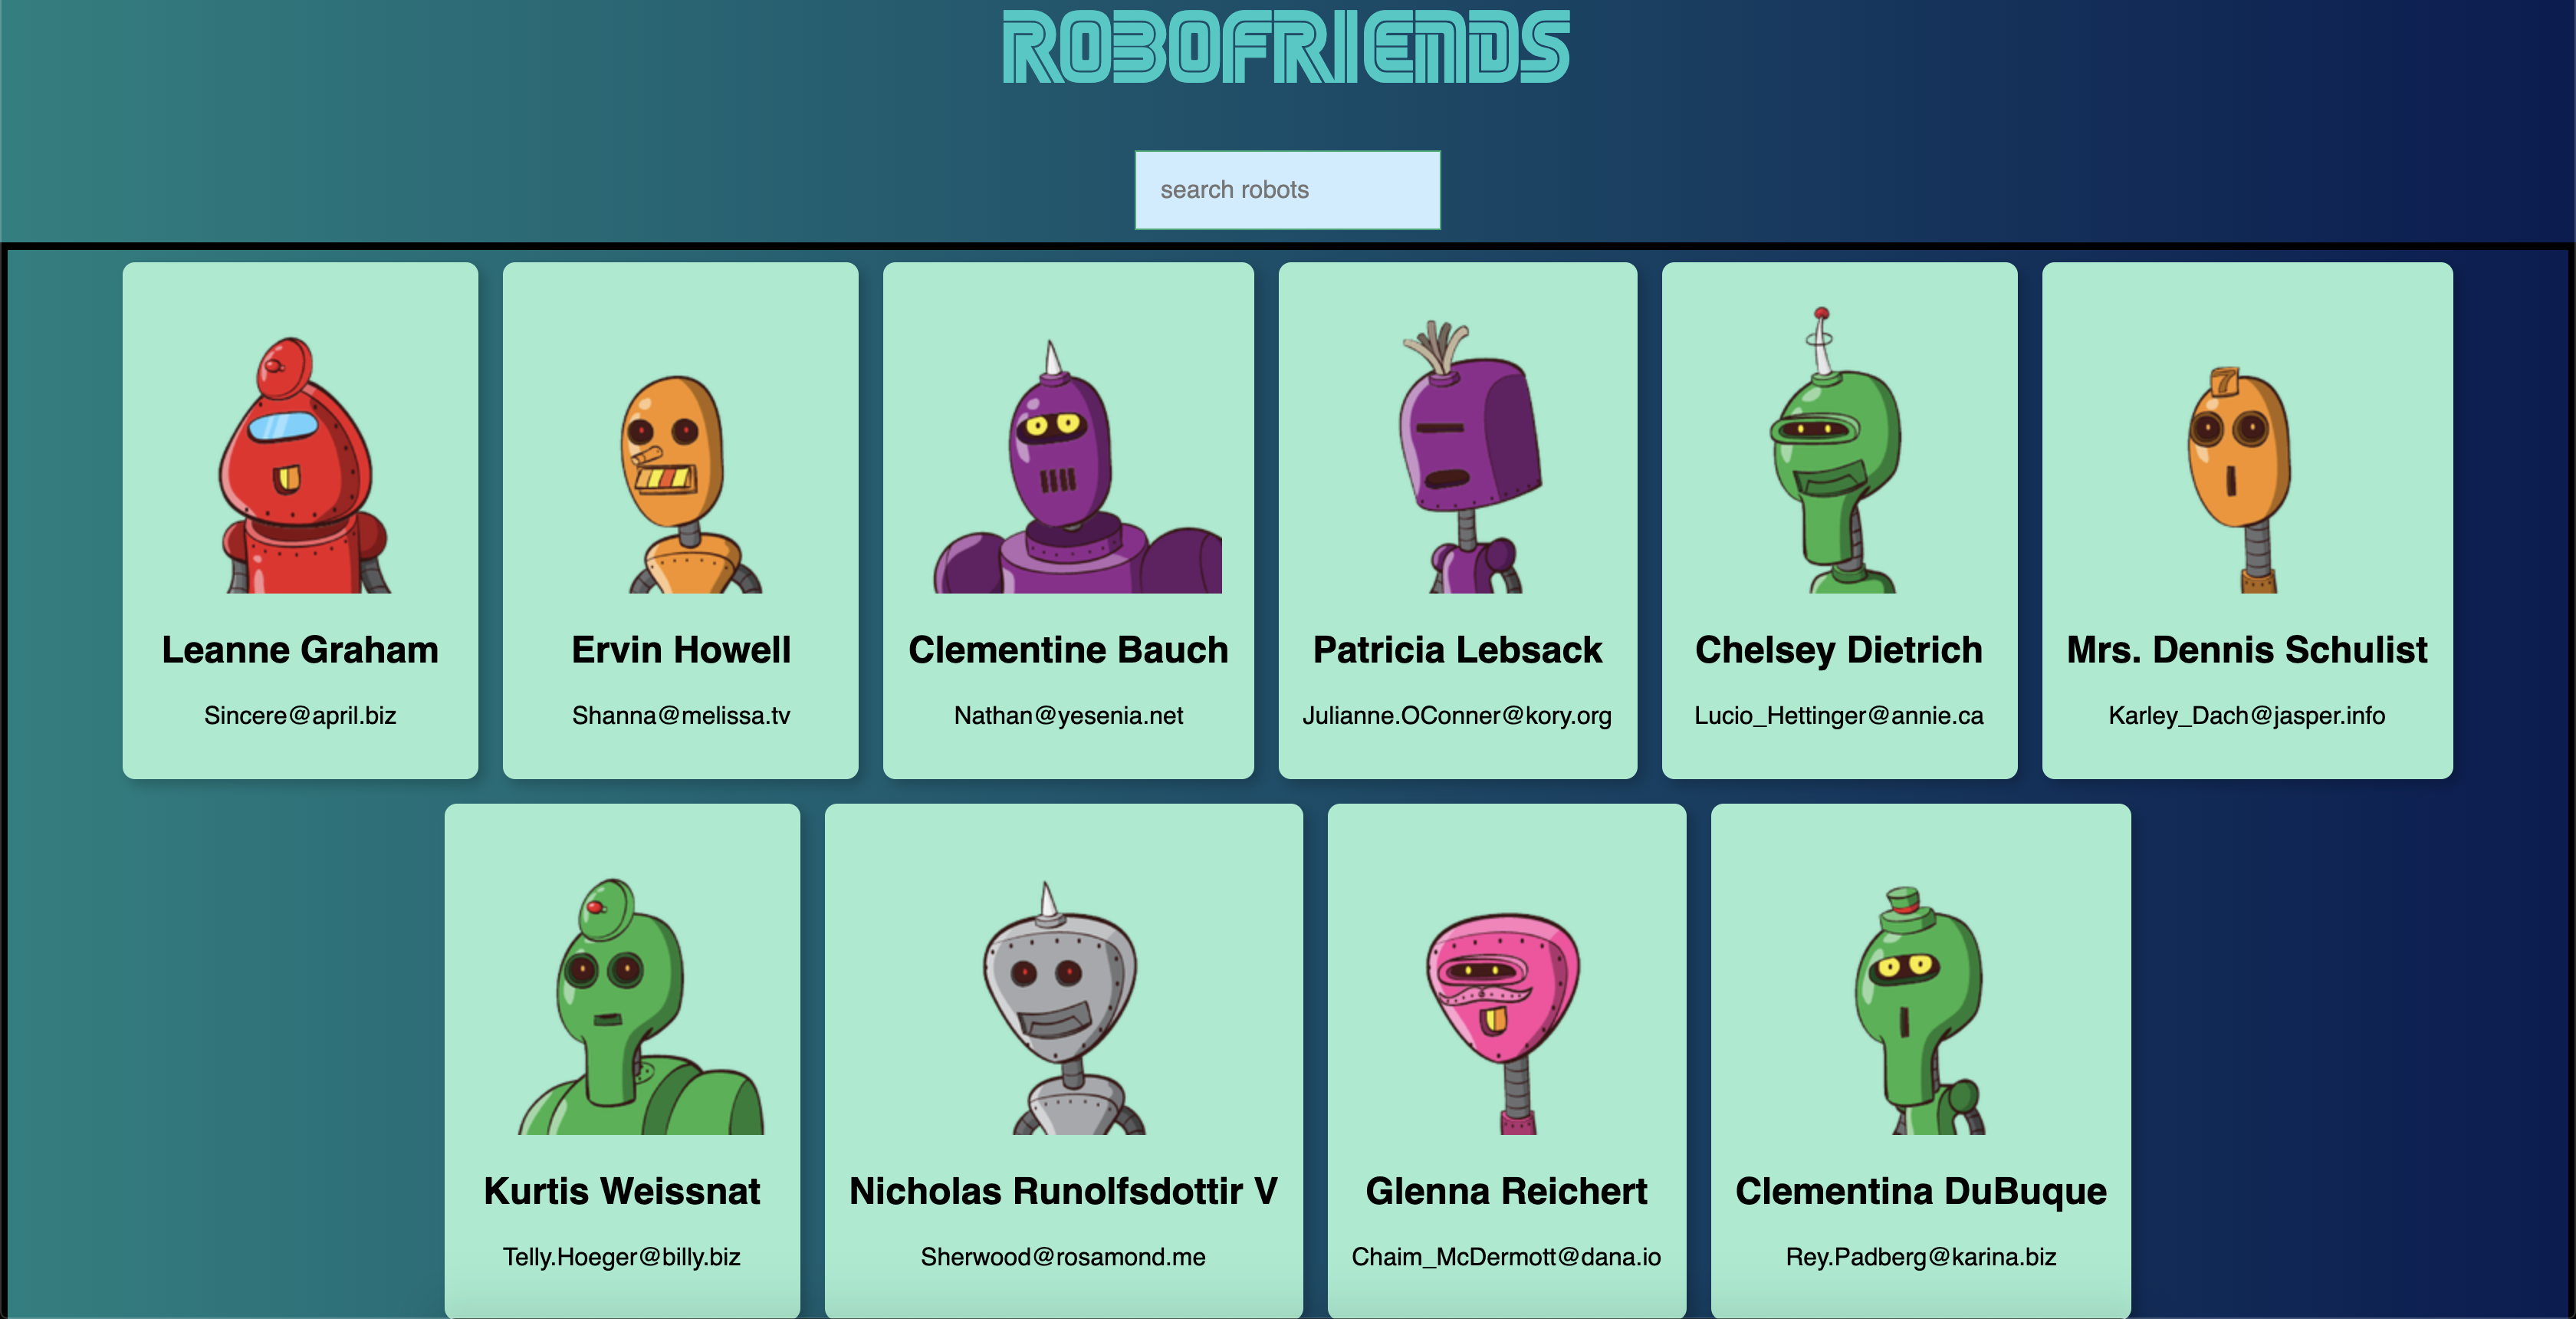 ROBOFRIENDS
search robots
7
Leanne Graham
Sincere@april.biz
Ervin Howell
Shanna@melissa.tv
Clementine Bauch
Nathan@yesenia.net
Patricia Lebsack
Julianne.OConner@kory.org
Chelsey Dietrich
Lucio_Hettinger@annie.ca
Mrs. Dennis Schulist
Karley_Dach@jasper.info
Kurtis Weissnat
Telly.Hoeger@billy.biz
Nicholas Runolfsdottir V
Sherwood@rosamond.me
Glenna Reichert
Chaim_McDermott@dana.io
Clementina DuBuque
Rey.Padberg@karina.biz